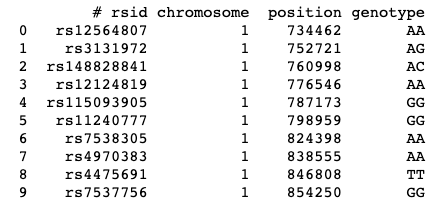 # rsid chromosome position genotype
0 rs12564807 1 734462 AA
1 rs3131972 1 752721 AG
2 rs148828841 1 760998 AC
3 rs12124819 1 776546 AA
4 rs115093905 1 787173 GG
5 rs11240777 1 798959 GG
6 rs7538305 1 824398 AA
7 rs4970383 1 838555 AA
8 rs4475691 1 846808 TT
9 rs7537756 1 854250 GG